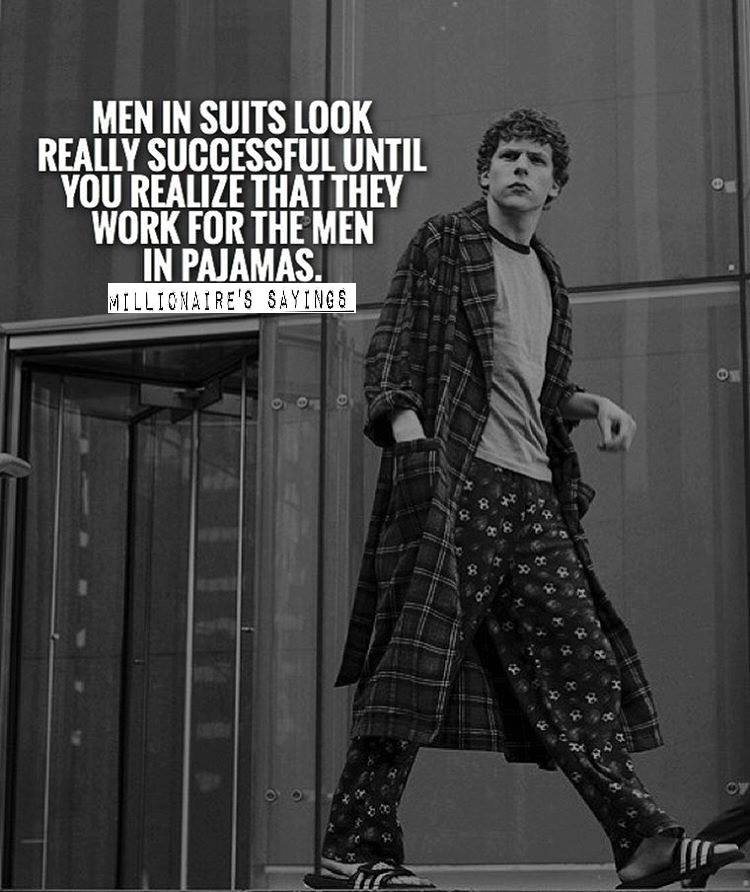 MEN IN SUITS LOOK
REALLY SUCCESSFUL UNTIL
YOU REALIZE THAT THEY
WORK FOR THE MEN
IN PAJAMAS.
MILLIONAIRE'S SAYINGS